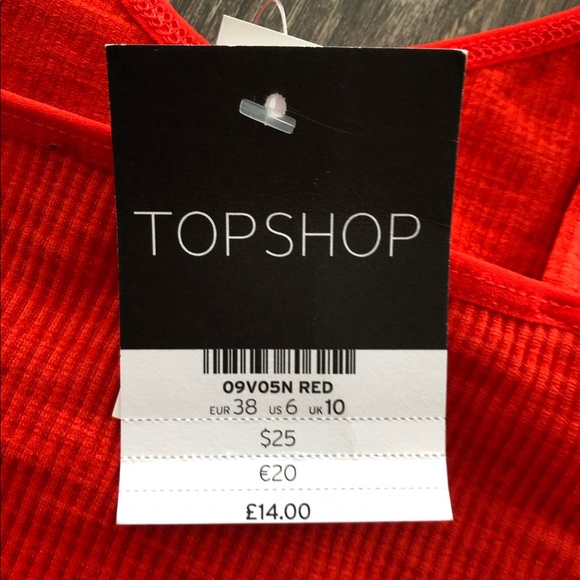 TOPSHOP
09V05N RED
EUR 38 US 6 UK 10
$25
€20
£14.00